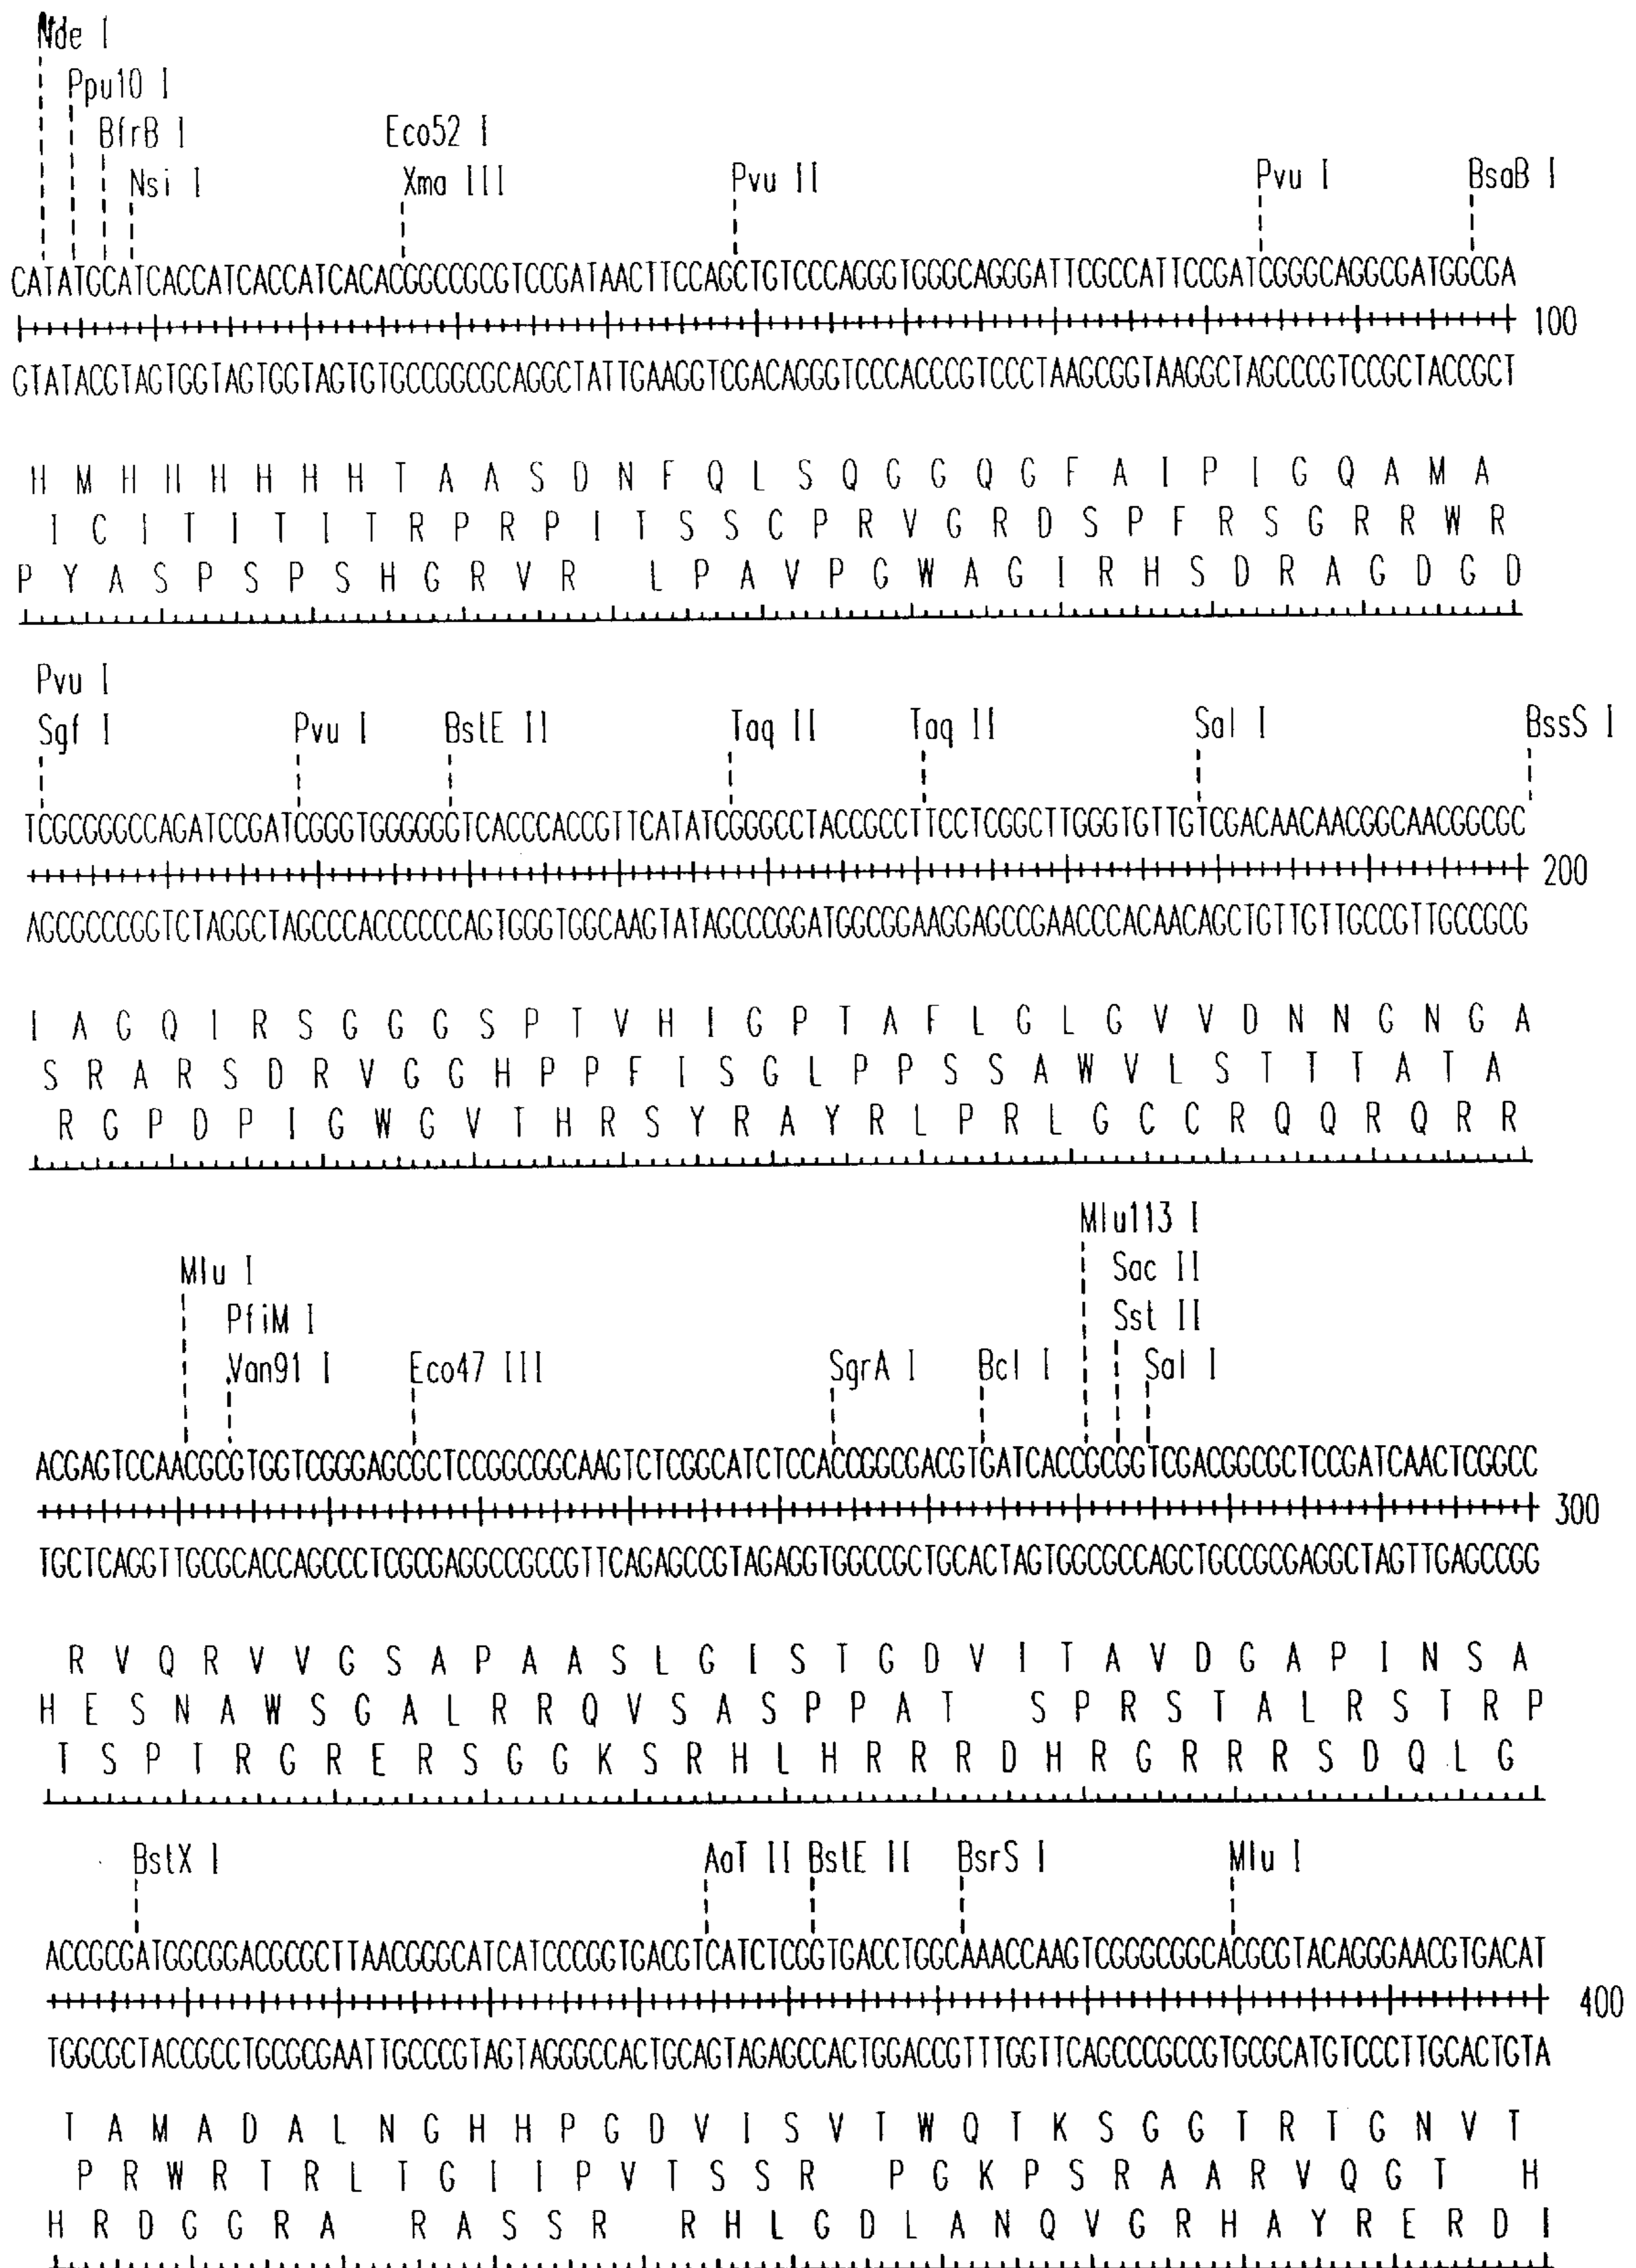 Nde I
Ppu10 I
BfrB I Eco52 I
Nsi I Xma III Pvu II Pvu I BsaB I
CATATGCATCACCATCACCATCACACGGCCGCGTCCGATAACTTCCAGCTGTCCCAGGGTGGGCAGGGATTCGCCATTCCGATCGGGCAGGCGATGGCGA
100
GTATACGTAGTGGTAGTGGTAGTGTGCCGGCGCAGGCTATTGAAGGTCGACAGGGTCCCACCCGTCCCTAAGCGGTAAGGCTAGCCCGTCCGCTACCGCT
H M H H H H H H T A A S D N F Q L S Q G G Q G F A I P I G Q A M A
I C I T I T I T R P R P I T S S C P R V G R D S P F R S G R R W R
P Y A S P S P S H G R V R L P A V P G W A G I R H S D R A G D G D
Pvu I
Sgf I Pvu I BstE II Taq II Taq II Sal I BssS I
TCGCGGGCCAGATCCGATCGGGTGGGGGGTCACCCACCGTTCATATCGGGCCTACCGCCTTCCTCGGCTTGGGTGTTGTCGACAACAACGGCAACGGCGC
200
AGCGCCCGGTCTAGGCTAGCCCACCCCCCAGTGGGTGGCAAGTATAGCCCGGATGGCGGAAGGAGCCGAACCCACAACAGCTGTTGTTGCCGTTGCCGCG
I A G Q I R S G G G S P T V H I G P T A F L G L G V V D N N G N G A
S R A R S D R V G G H P P F I S G L P P S S A W V L S T T T A T A
R G P D P I G W G V T H R S Y R A Y R L P R L G C C R Q Q R Q R R
Mlu113 I
Mlu I Sac II
PfiM I Sst II
Van91 I Eco47 III SgrA I Bcl I Sal I
ACGAGTCCAACGCGTGGTCGGGAGCGCTCCGGCGGCAAGTCTCGGCATCTCCACCGGCGACGTGATCACCGCGGTCGACGGCGCTCCGATCAACTCGGCC
300
TGCTCAGGTTGCGCACCAGCCCTCGCGAGGCCGCCGTTCAGAGCCGTAGAGGTGGCCGCTGCACTAGTGGCGCCAGCTGCCGCGAGGCTAGTTGAGCCGG
R V Q R V V G S A P A A S L G I S T G D V I T A V D G A P I N S A
H E S N A W S G A L R R Q V S A S P P A T S P R S T A L R S T R P
T S P T R G R E R S G G K S R H L H R R R D H R G R R R S D Q L G
BstX I AaT II BstE II BsrS I Mlu I
ACCGCGATGGCGGACGCGCTTAACGGGCATCATCCCGGTGACGTCATCTCGGTGACCTGGCAAACCAAGTCGGGCGGCACGCGTACAGGGAACGTGACAT
400
TGGCGCTACCGCCTGCGCGAATTGCCCGTAGTAGGGCCACTGCAGTAGAGCCACTGGACCGTTTGGTTCAGCCCGCCGTGCGCATGTCCCTTGCACTGTA
T A M A D A L N G H H P G D V I S V T W Q T K S G G T R T G N V T
P R W R T R L T G I I P V T S S R P G K P S R A A R V Q G T H
H R D G G R A R A S S R R H L G D L A N Q V G R H A Y R E R D I